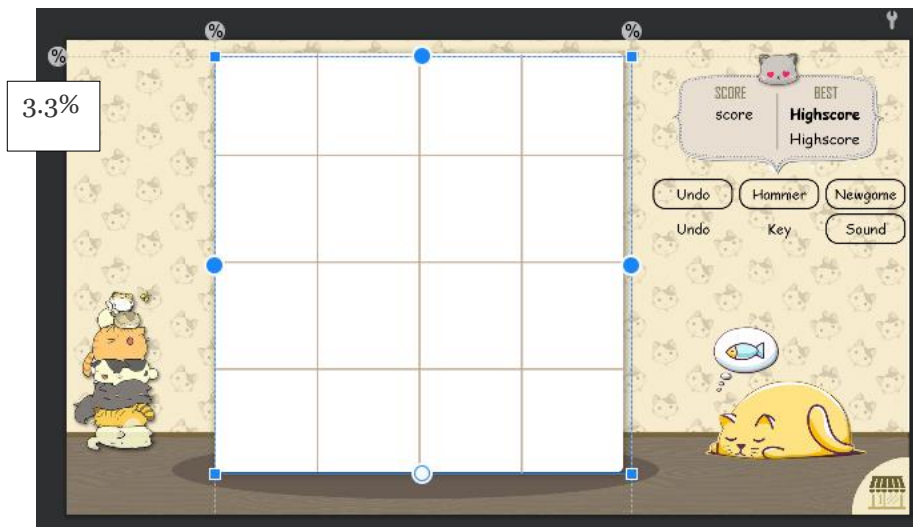 %
%
%
3.3%
SCORE
BEST
score
Highscore
Highscore
Undo
Hammer
Newgame
Undo
Key
Sound